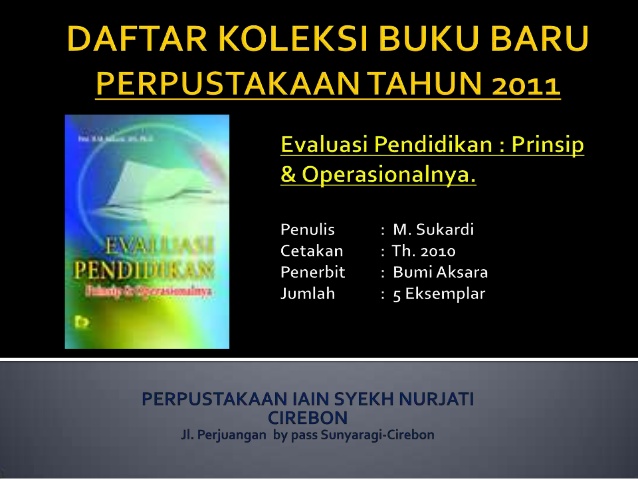 DAFTAR KOLEKSI BUKU BARU
PERPUSTAKAAN TAHUN 2011
EVALUASI
PENDIDIKAN
Prinsip & Operasionalnya
Evaluasi Pendidikan : Prinsip
& Operasionalnya.
Penulis : M. Sukardi
Cetakan : Th. 2010
Penerbit : Bumi Aksara
Jumlah : 5 Eksemplar
PERPUSTAKAAN IAIN SYEKH NURJATI
CIREBON
Jl. Perjuangan by pass Sunyaragi-Cirebon